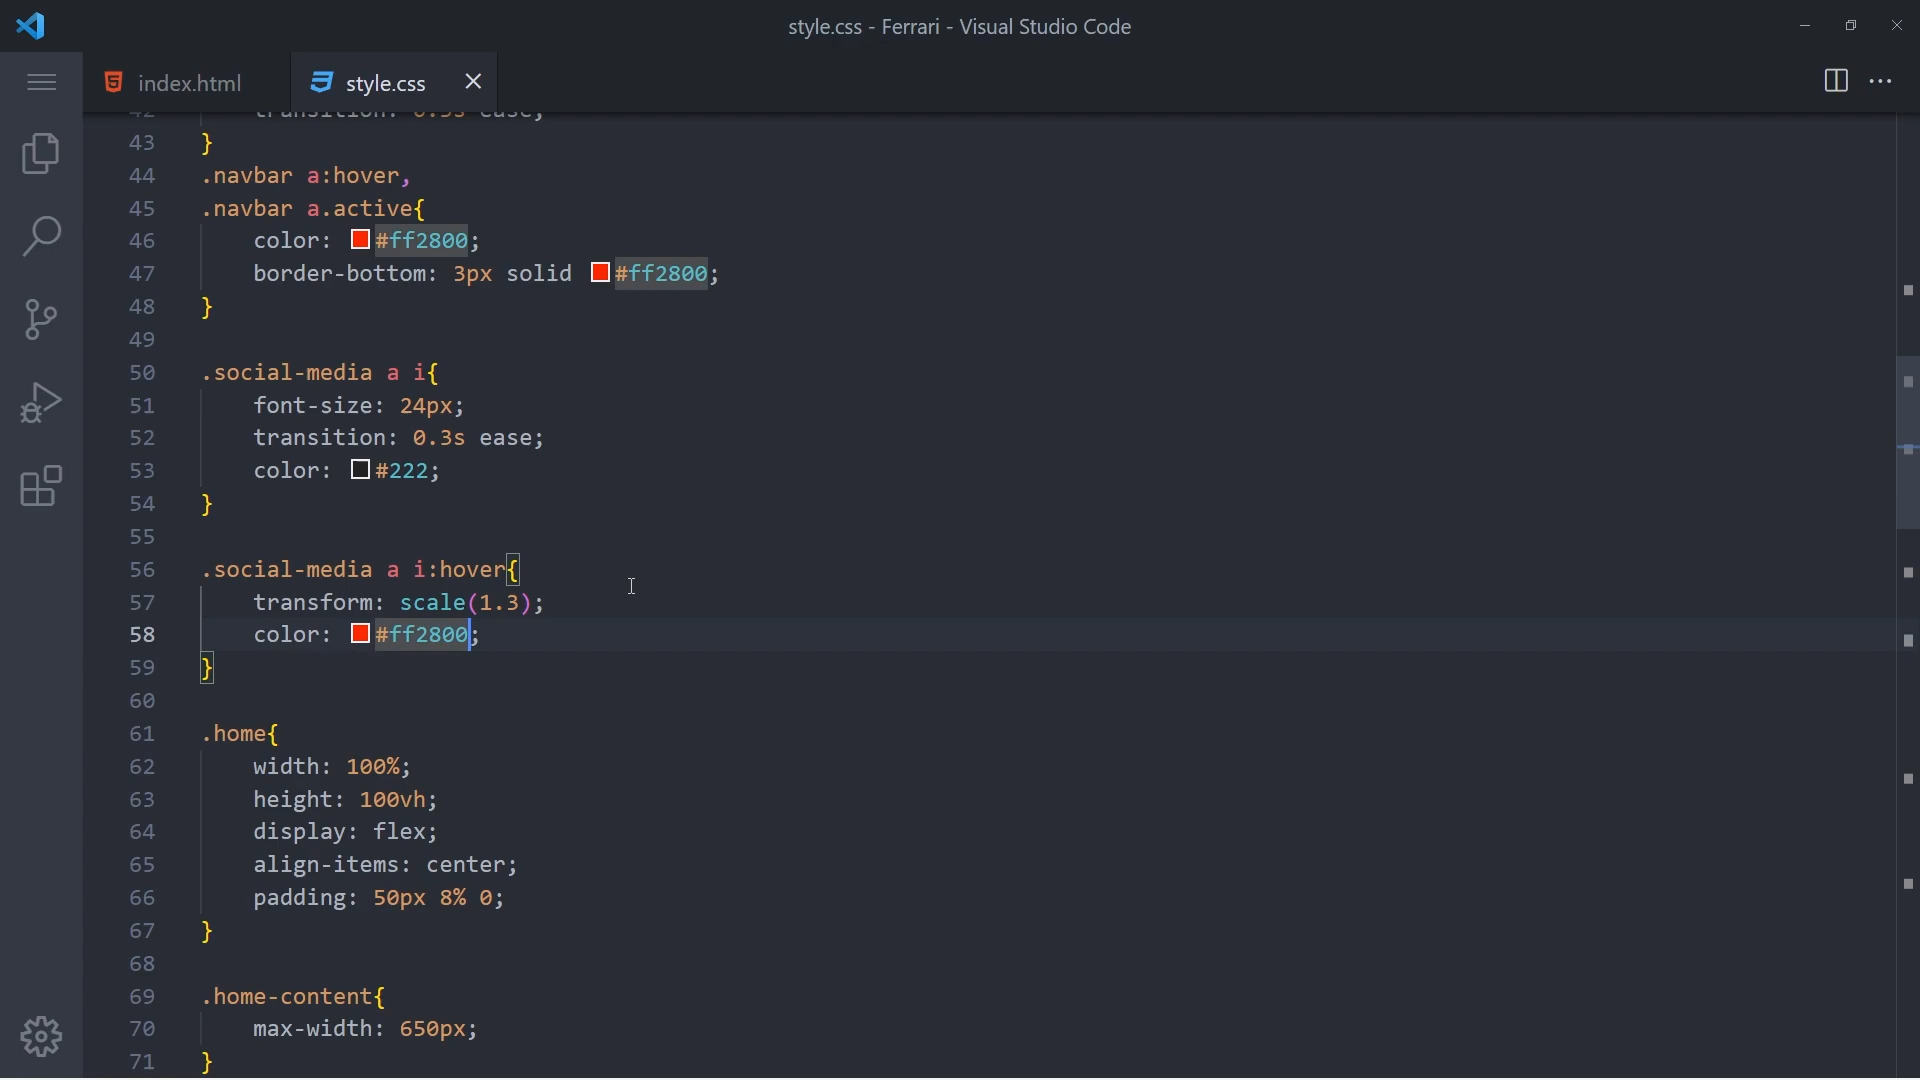 style.css - Ferrari - Visual Studio Code
index.html
style.css
43 }
44 .navbar a:hover,
45 .navbar a.active{
46 color: #ff2800;
47 border-bottom: 3px solid #ff2800;
48 }
49
50 .social-media a i{
51 font-size: 24px;
52 transition: 0.3s ease;
53 color: #222;
54 }
55
56 .social-media a i:hover{
57 transform: scale(1.3);
58 color: #ff2800;
59 }
60
61 .home{
62 width: 100%;
63 height: 100vh;
64 display: flex;
65 align-items: center;
66 padding: 50px 8% 0;
67 }
68
69 .home-content{
70 max-width: 650px;
71 }